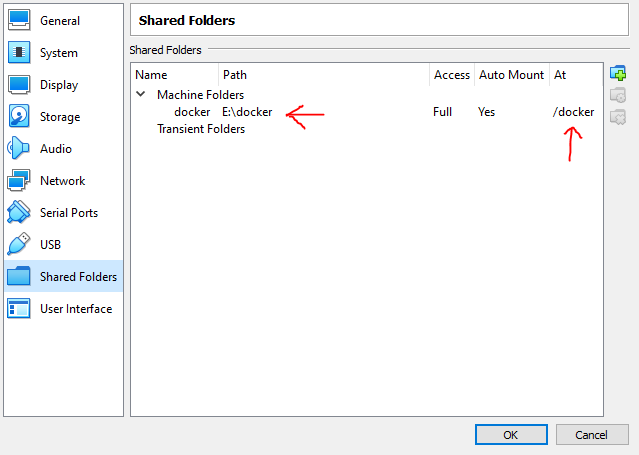 General
System
Display
Storage
Audio
Network
Serial Ports
USB
Shared Folders
User Interface
Shared Folders
Shared Folders
Name Path Access Auto Mount At
Machine Folders
docker E:\docker Full Yes /docker
Transient Folders
OK Cancel